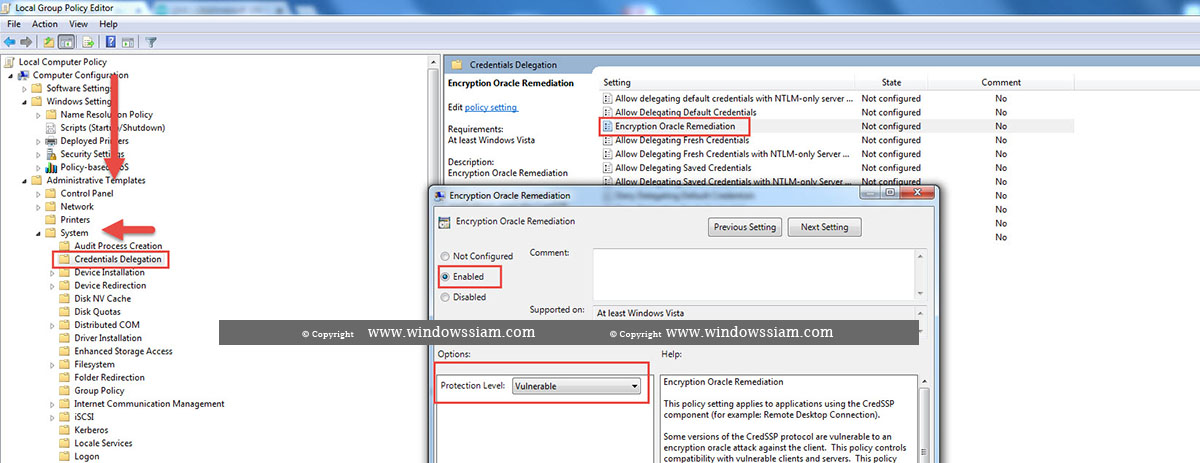 Local Group Policy Editor
File Action View Help
Local Computer Policy
Computer Configuration
Software Settings
Windows Setting
Name Resolution Policy
Scripts (Startup/Shutdown)
Deployed Printers
Security Settings
Policy-based QoS
Administrative Templates
Control Panel
Network
Printers
System
Audit Process Creation
Credentials Delegation
Device Installation
Device Redirection
Disk NV Cache
Disk Quotas
Distributed COM
Driver Installation
Enhanced Storage Access
Filesystem
Folder Redirection
Group Policy
Internet Communication Management
iSCSI
Kerberos
Locale Services
Logon
Credentials Delegation
Encryption Oracle Remediation
Edit policy setting
Requirements:
At least Windows Vista
Description:
Encryption Oracle Remediation
Setting State Comment
Allow delegating default credentials with NTLM-only server ... Not configured No
Allow Delegating Default Credentials Not configured No
Encryption Oracle Remediation Not configured No
Allow Delegating Fresh Credentials Not configured No
Allow Delegating Fresh Credentials with NTLM-only Server ... Not configured No
Allow Delegating Saved Credentials Not configured No
Allow Delegating Saved Credentials with NTLM-only server ... Not configured No
No
No
No
No
Encryption Oracle Remediation
Encryption Oracle Remediation
Previous Setting Next Setting
Not Configured
Enabled
Disabled
Comment:
Supported on:
At least Windows Vista
© Copyright www.windowssiam.com © Copyright www.windowssiam.com
Options:
Help:
Protection Level: Vulnerable
Encryption Oracle Remediation
This policy setting applies to applications using the CredSSP
component (for example: Remote Desktop Connection).
Some versions of the CredSSP protocol are vulnerable to an
encryption oracle attack against the client. This policy controls
compatibility with vulnerable clients and servers. This policy